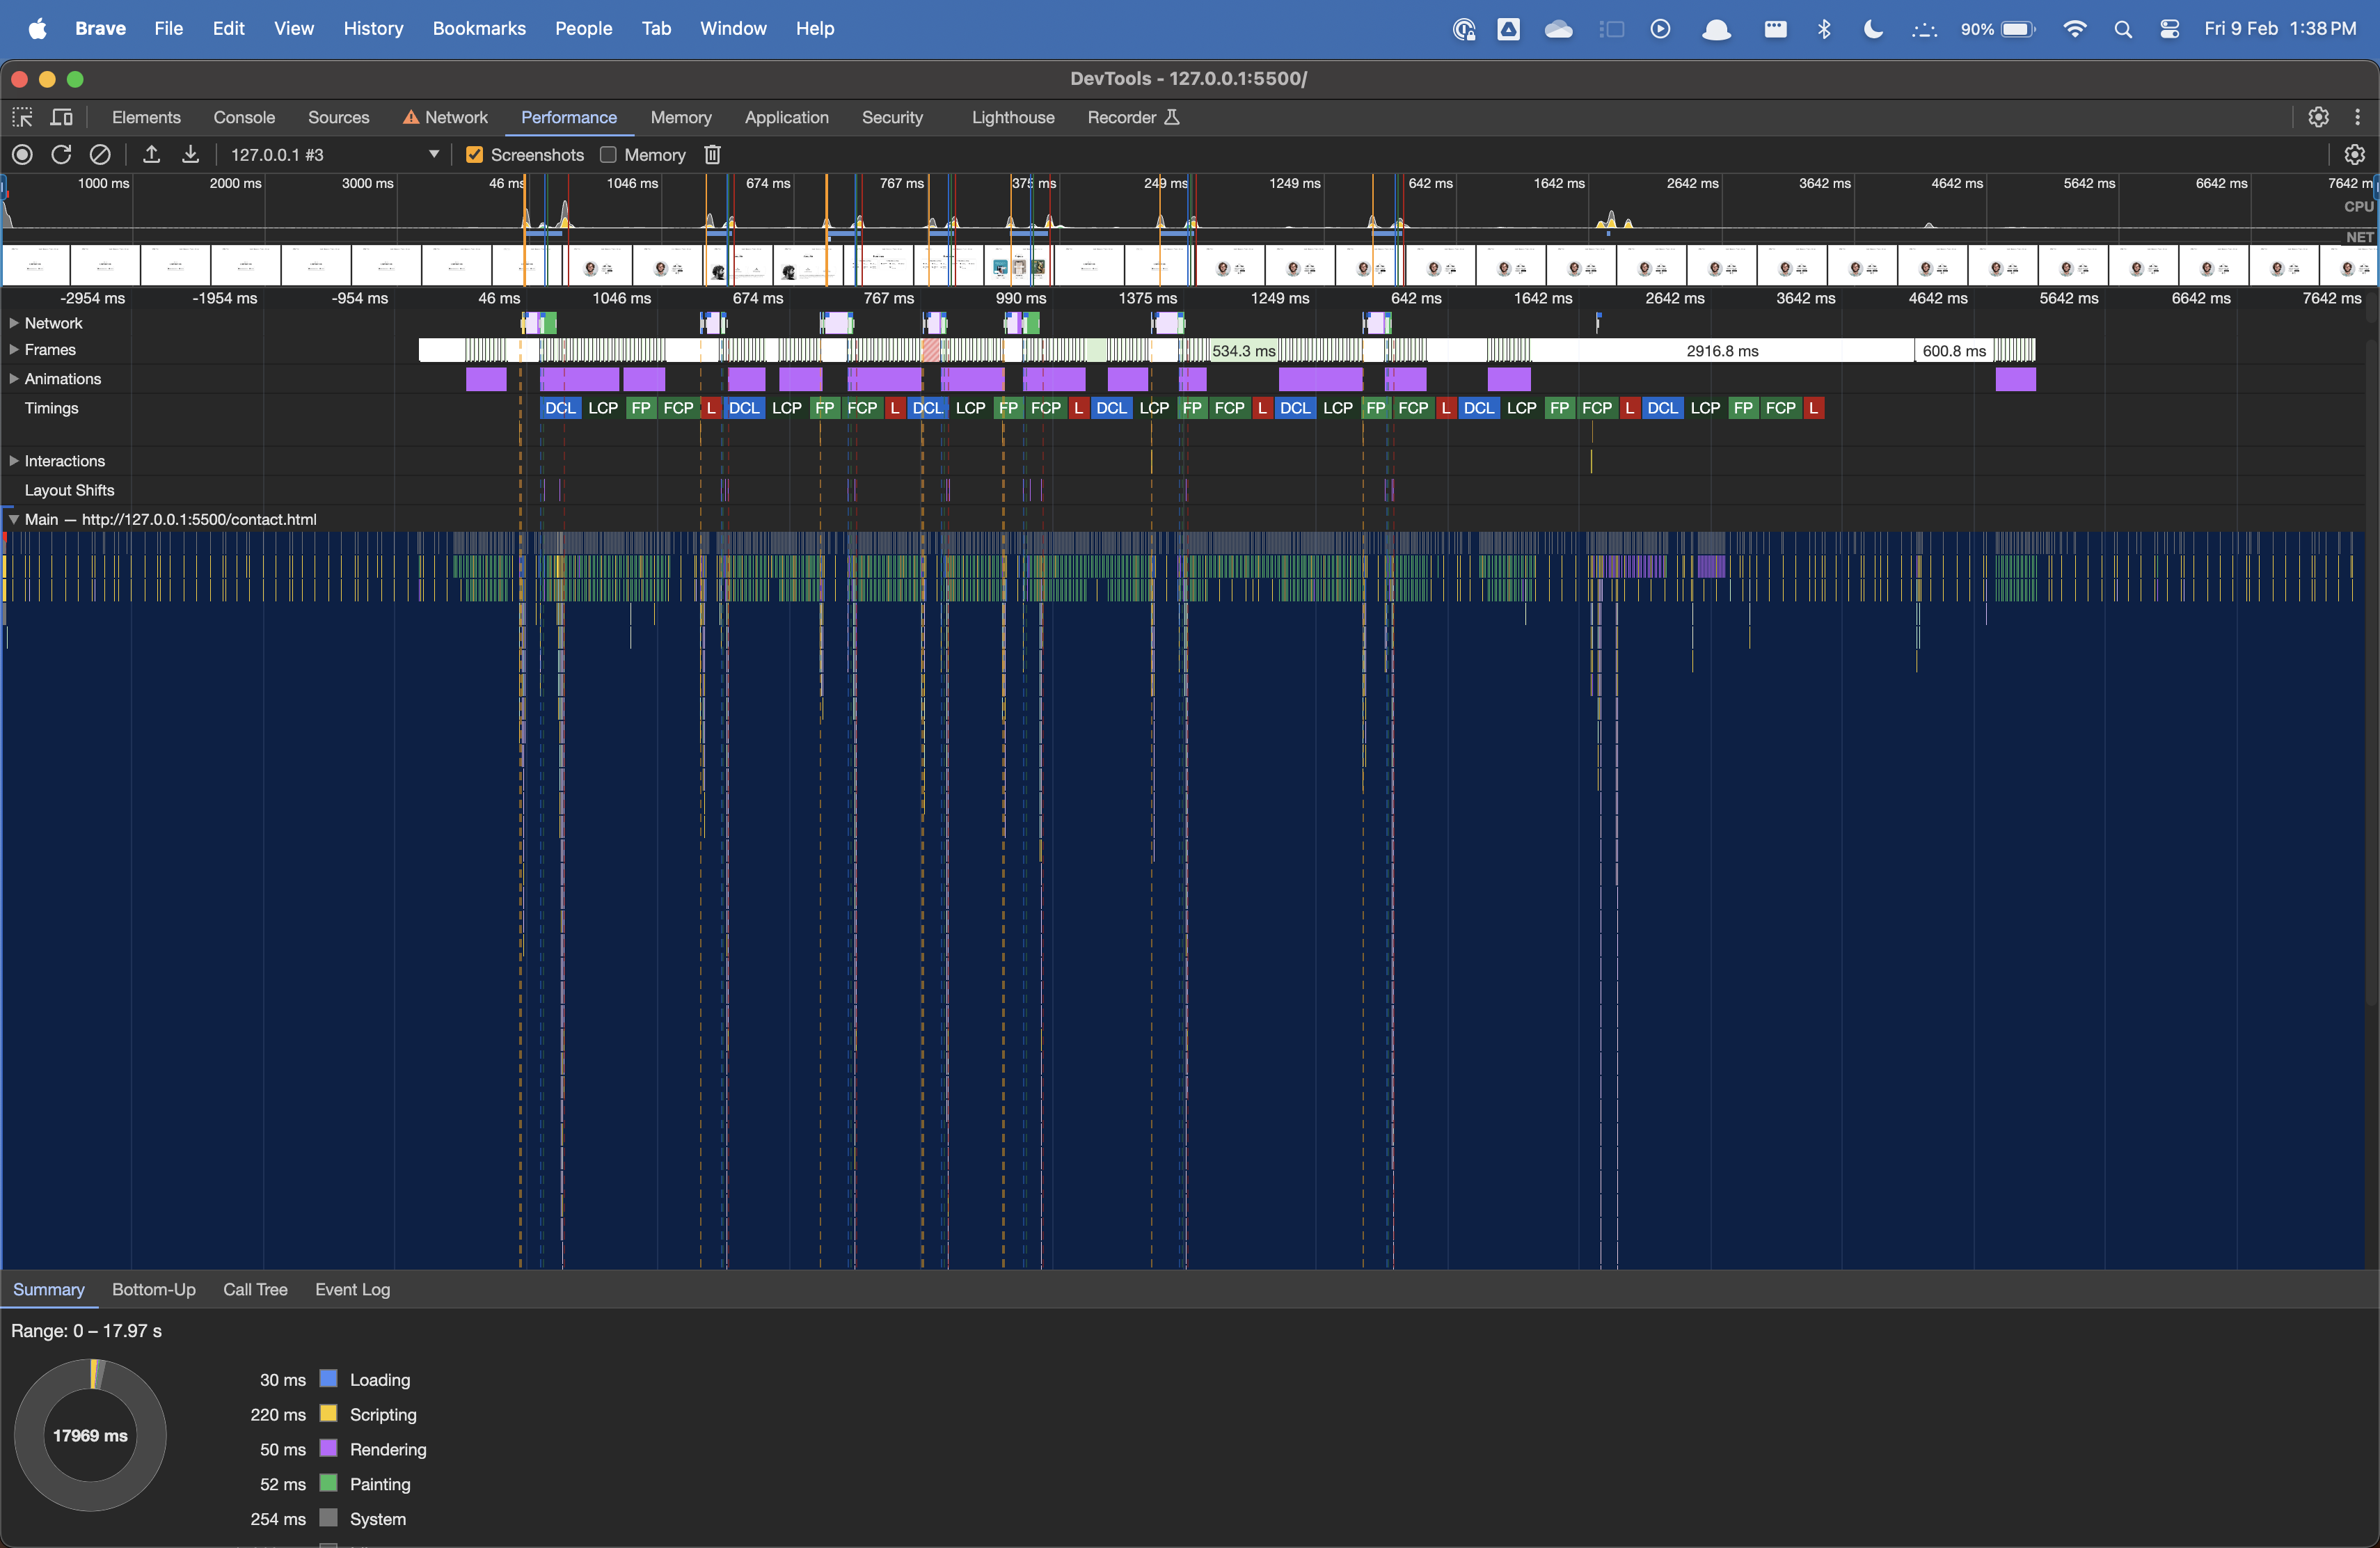 Brave File Edit View History Bookmarks People Tab Window Help 90% Fri 9 Feb 1:38 PM
DevTools - 127.0.0.1:5500/
Elements Console Sources Network Performance Memory Application Security Lighthouse Recorder
127.0.0.1 #3 Screenshots Memory
1000 ms 2000 ms 3000 ms 46 ms 1046 ms 674 ms 767 ms 375 ms 249 ms 1249 ms 642 ms 1642 ms 2642 ms 3642 ms 4642 ms 5642 ms 6642 ms 7642 m
CPU
NET
-2954 ms -1954 ms -954 ms 46 ms 1046 ms 674 ms 767 ms 990 ms 1375 ms 1249 ms 642 ms 1642 ms 2642 ms 3642 ms 4642 ms 5642 ms 6642 ms 7642 ms
Network
Frames 534.3 ms 2916.8 ms 600.8 ms
Animations
Timings DCL LCP FP FCP L DCL LCP FP FCP L DCL LCP FP FCP L DCL LCP FP FCP L DCL LCP FP FCP L DCL LCP FP FCP L DCL LCP FP FCP L
Interactions
Layout Shifts
Main — http://127.0.0.1:5500/contact.html
Summary Bottom-Up Call Tree Event Log
Range: 0 – 17.97 s
17969 ms
30 ms Loading
220 ms Scripting
50 ms Rendering
52 ms Painting
254 ms System